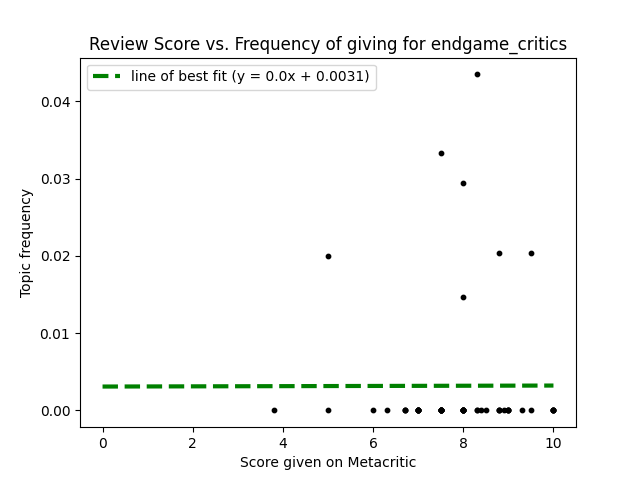 Review Score vs. Frequency of giving for endgame_critics
line of best fit (y = 0.0x + 0.0031)
0.04
0.03
0.02
0.01
0.00
Topic frequency
0 2 4 6 8 10
Score given on Metacritic